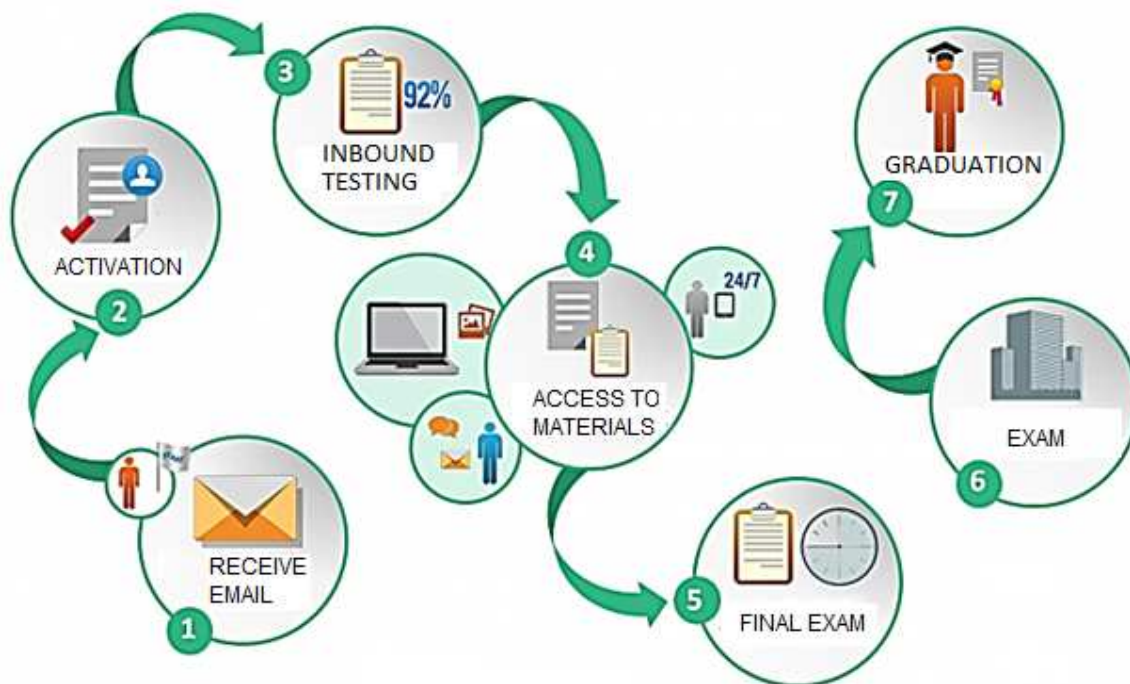 1
RECEIVE
EMAIL
2
ACTIVATION
3
92%
INBOUND
TESTING
4
24/7
ACCESS TO
MATERIALS
5
FINAL EXAM
6
EXAM
7
GRADUATION